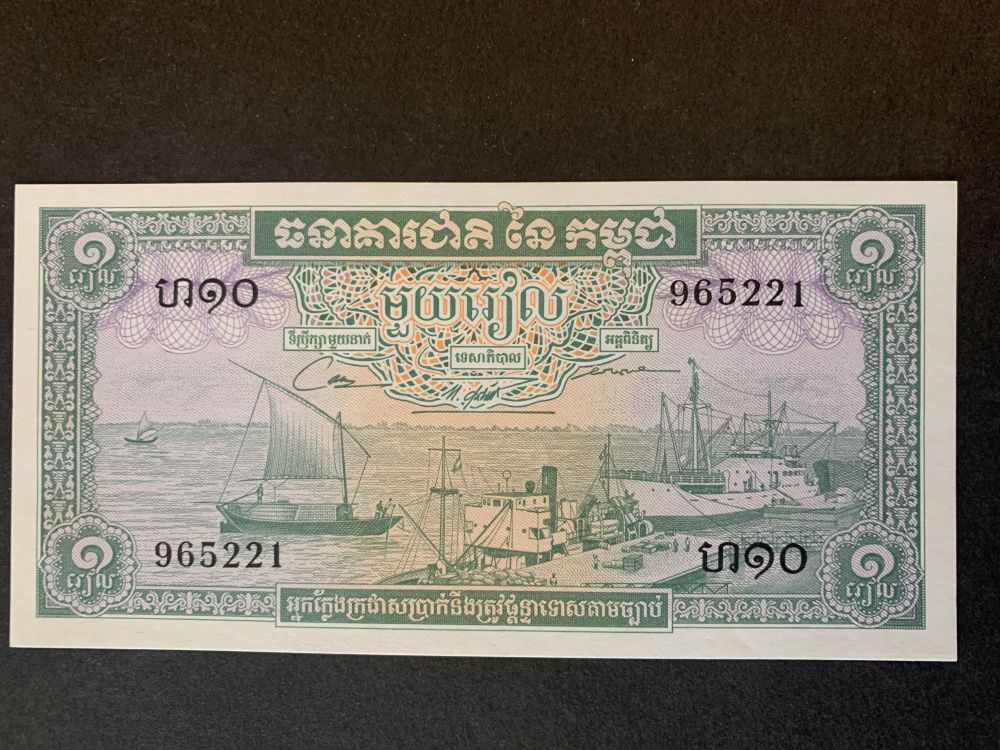 ធនាគារជាតិ នៃ កម្ពុជា
១ រៀល
១ រៀល
ហ១០
មួយរៀល
965221
ទីប្រឹក្សាមួយនាក់
ទេសាភិបាល
អគ្គពិនិត្យ
965221
ហ១០
១ រៀល
១ រៀល
អ្នកក្លែងក្រដាសប្រាក់នឹងត្រូវផ្ដន្ទាទោសតាមច្បាប់